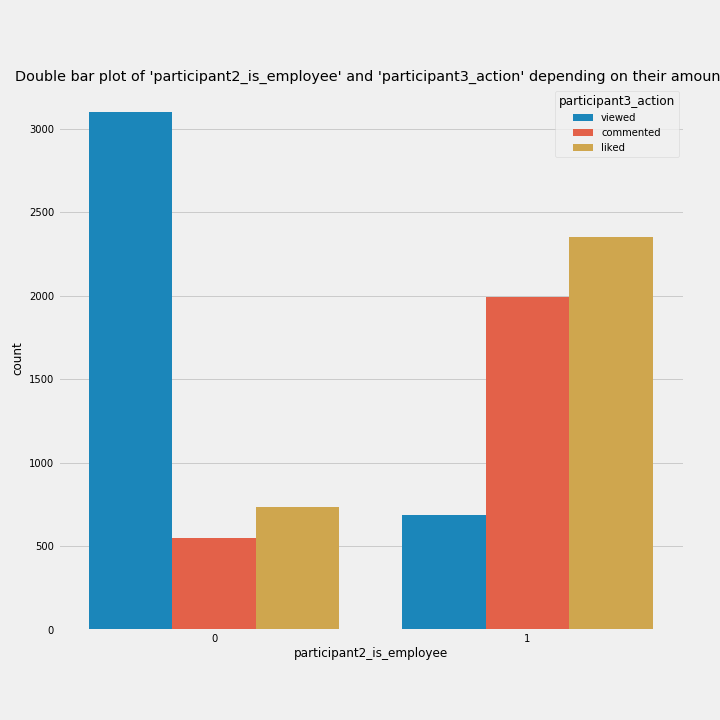 Double bar plot of 'participant2_is_employee' and 'participant3_action' depending on their amoun
participant3_action
viewed
commented
liked
3000
2500
2000
1500
1000
500
0
count
0 1
participant2_is_employee